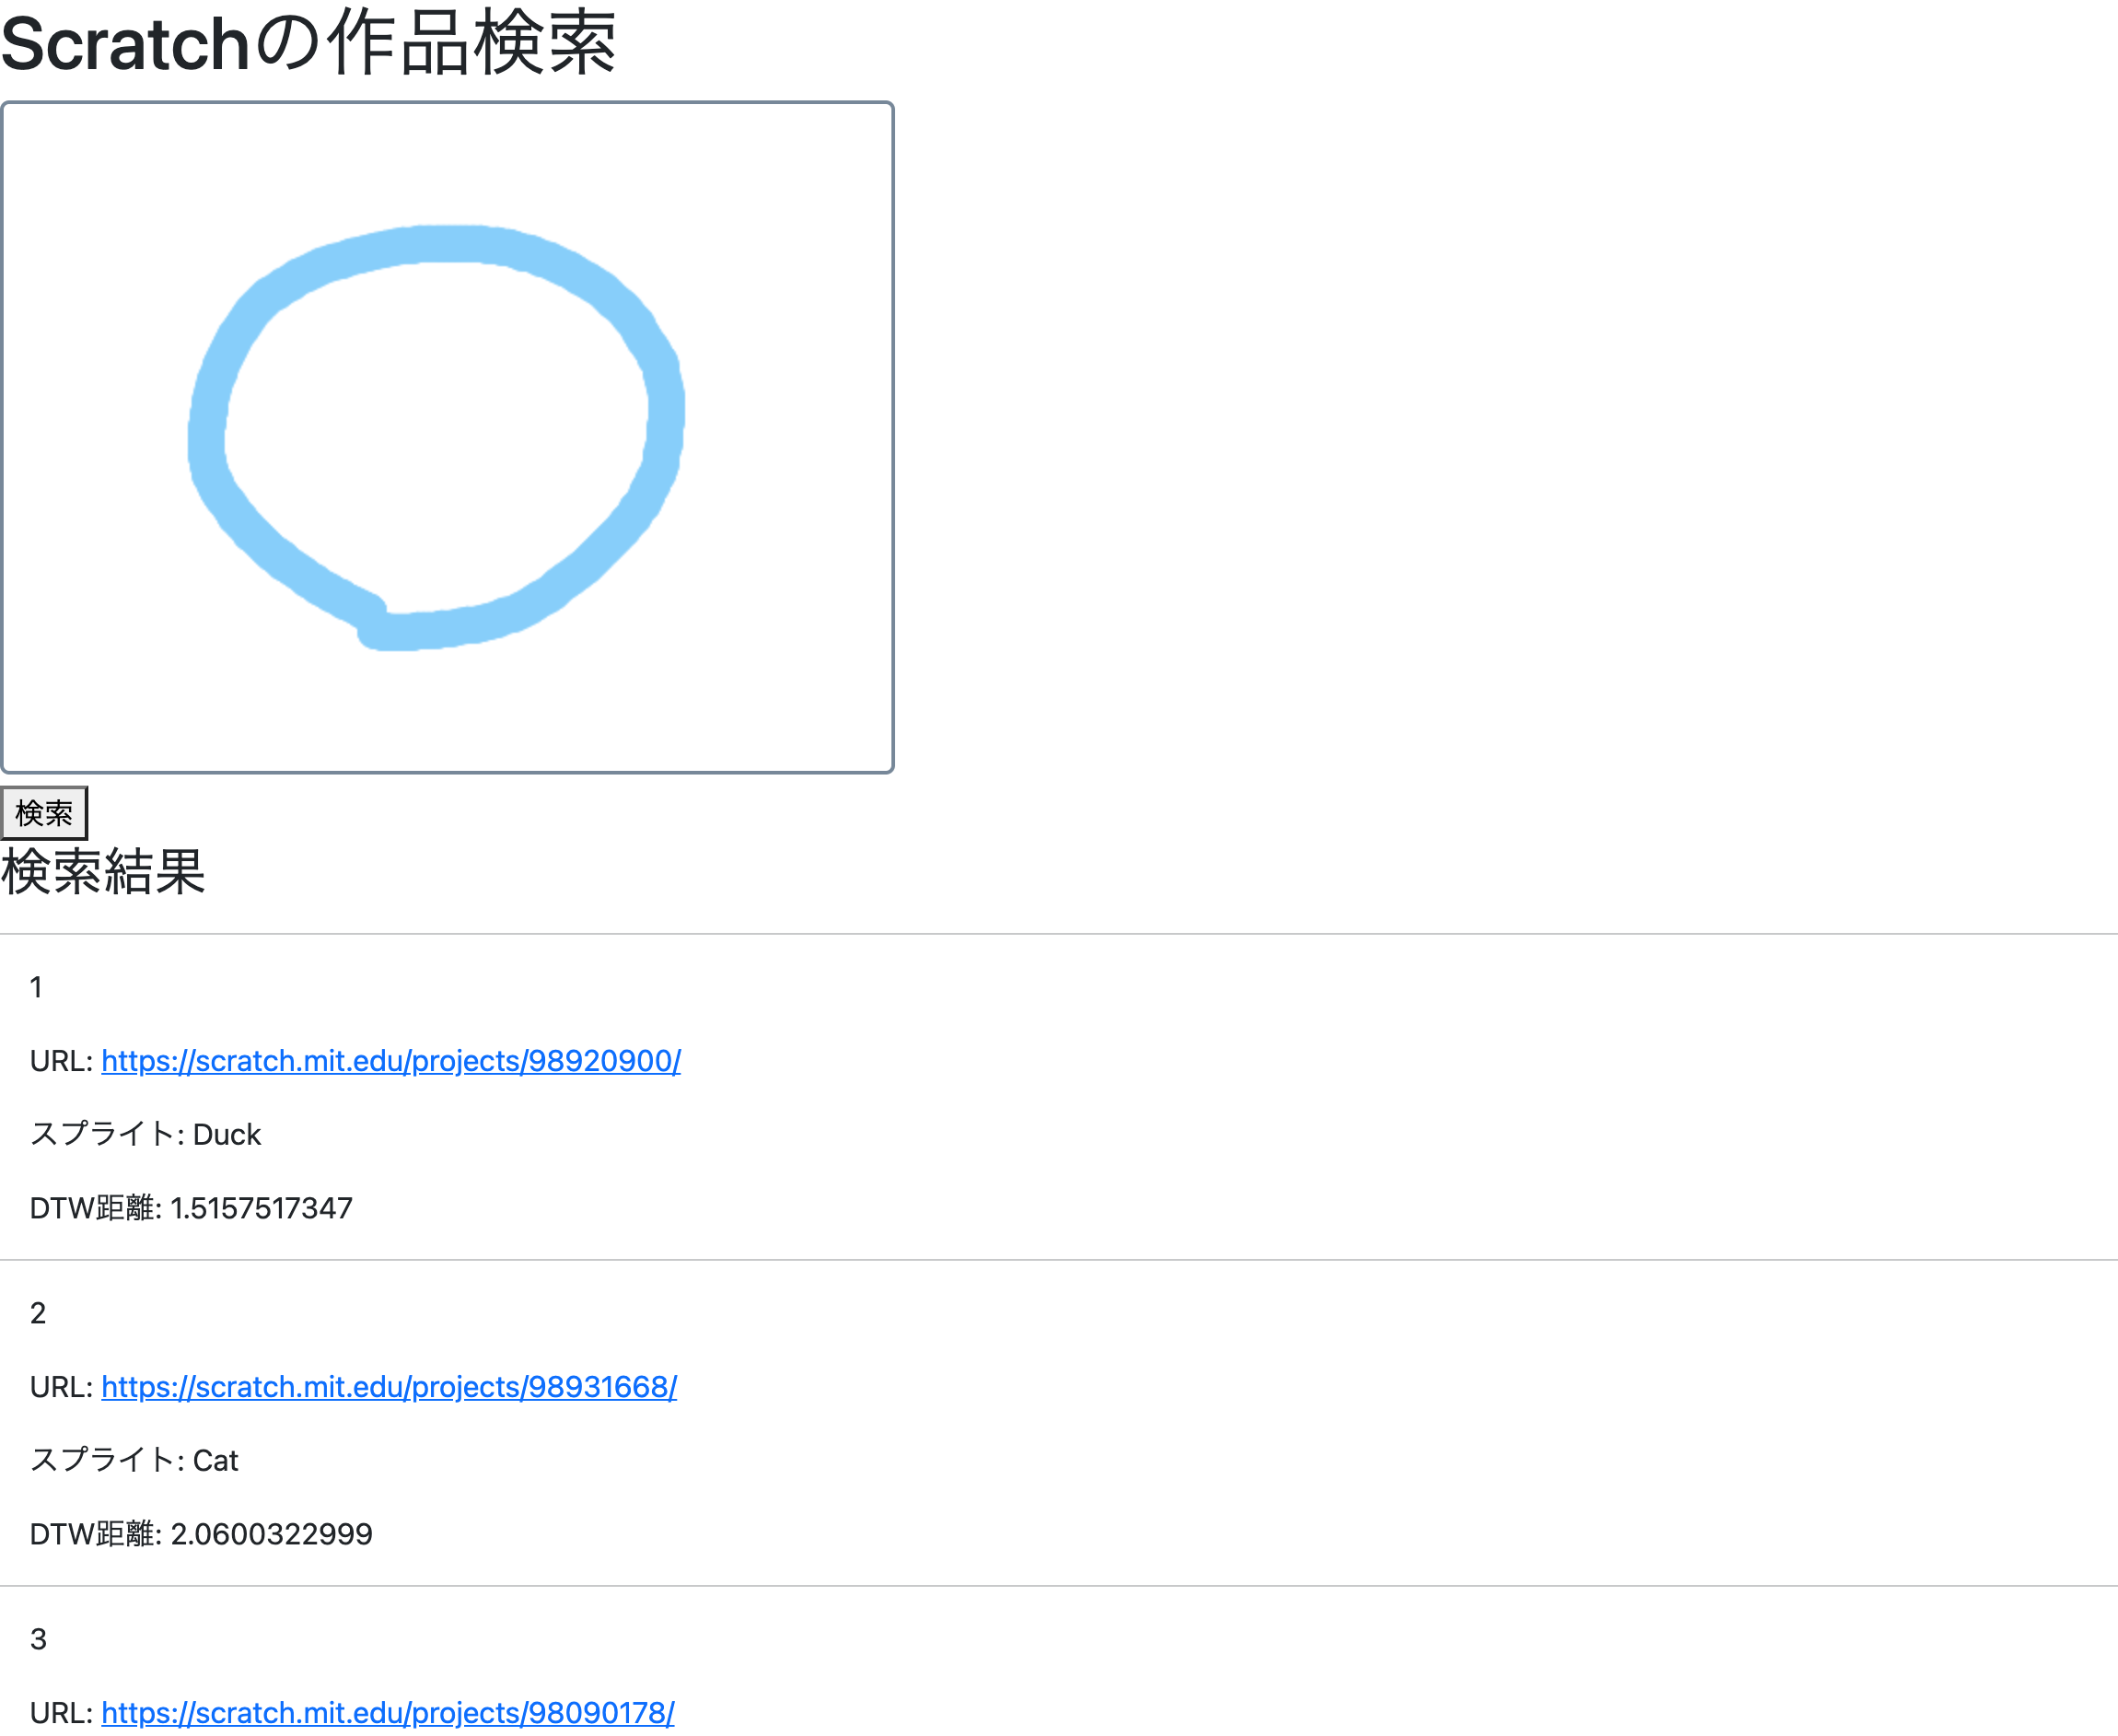 Scratchの作品検索
検索
検索結果
1
URL: https://scratch.mit.edu/projects/98920900/
スプライト: Duck
DTW距離: 1.5157517347
2
URL: https://scratch.mit.edu/projects/98931668/
スプライト: Cat
DTW距離: 2.0600322999
3
URL: https://scratch.mit.edu/projects/98090178/